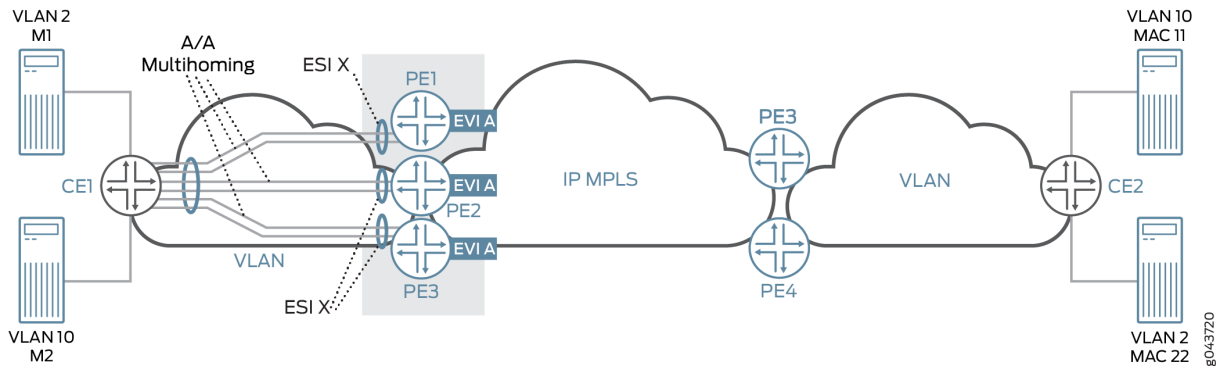 VLAN 2
M1
A/A
Multihoming
ESI X
PE1
EVI A
CE1
EVI A
PE2
EVI A
PE3
VLAN
ESI X
VLAN 10
M2
IP MPLS
PE3
PE4
VLAN
CE2
VLAN 10
MAC 11
VLAN 2
MAC 22
g043720